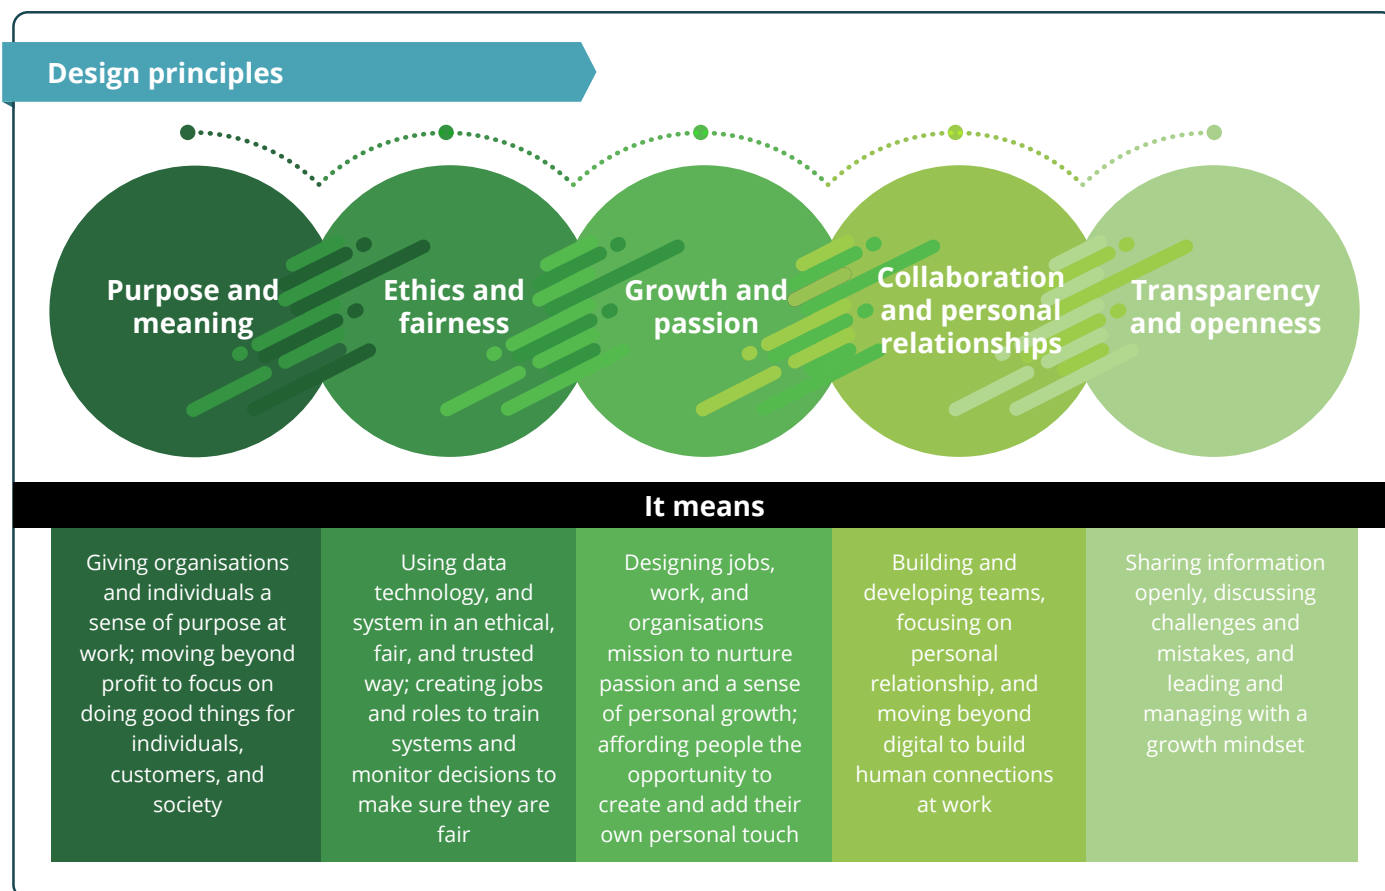 Design principles
Purpose and
meaning
Ethics and
fairness
Growth and
passion
Collaboration
and personal
relationships
Transparency
and openness
It means
Giving organisations
and individuals a
sense of purpose at
work; moving beyond
profit to focus on
doing good things for
individuals,
customers, and
society
Using data
technology, and
system in an ethical,
fair, and trusted
way; creating jobs
and roles to train
systems and
monitor decisions to
make sure they are
fair
Designing jobs,
work, and
organisations
mission to nurture
passion and a sense
of personal growth;
affording people the
opportunity to
create and add their
own personal touch
Building and
developing teams,
focusing on
personal
relationship, and
moving beyond
digital to build
human connections
at work
Sharing information
openly, discussing
challenges and
mistakes, and
leading and
managing with a
growth mindset